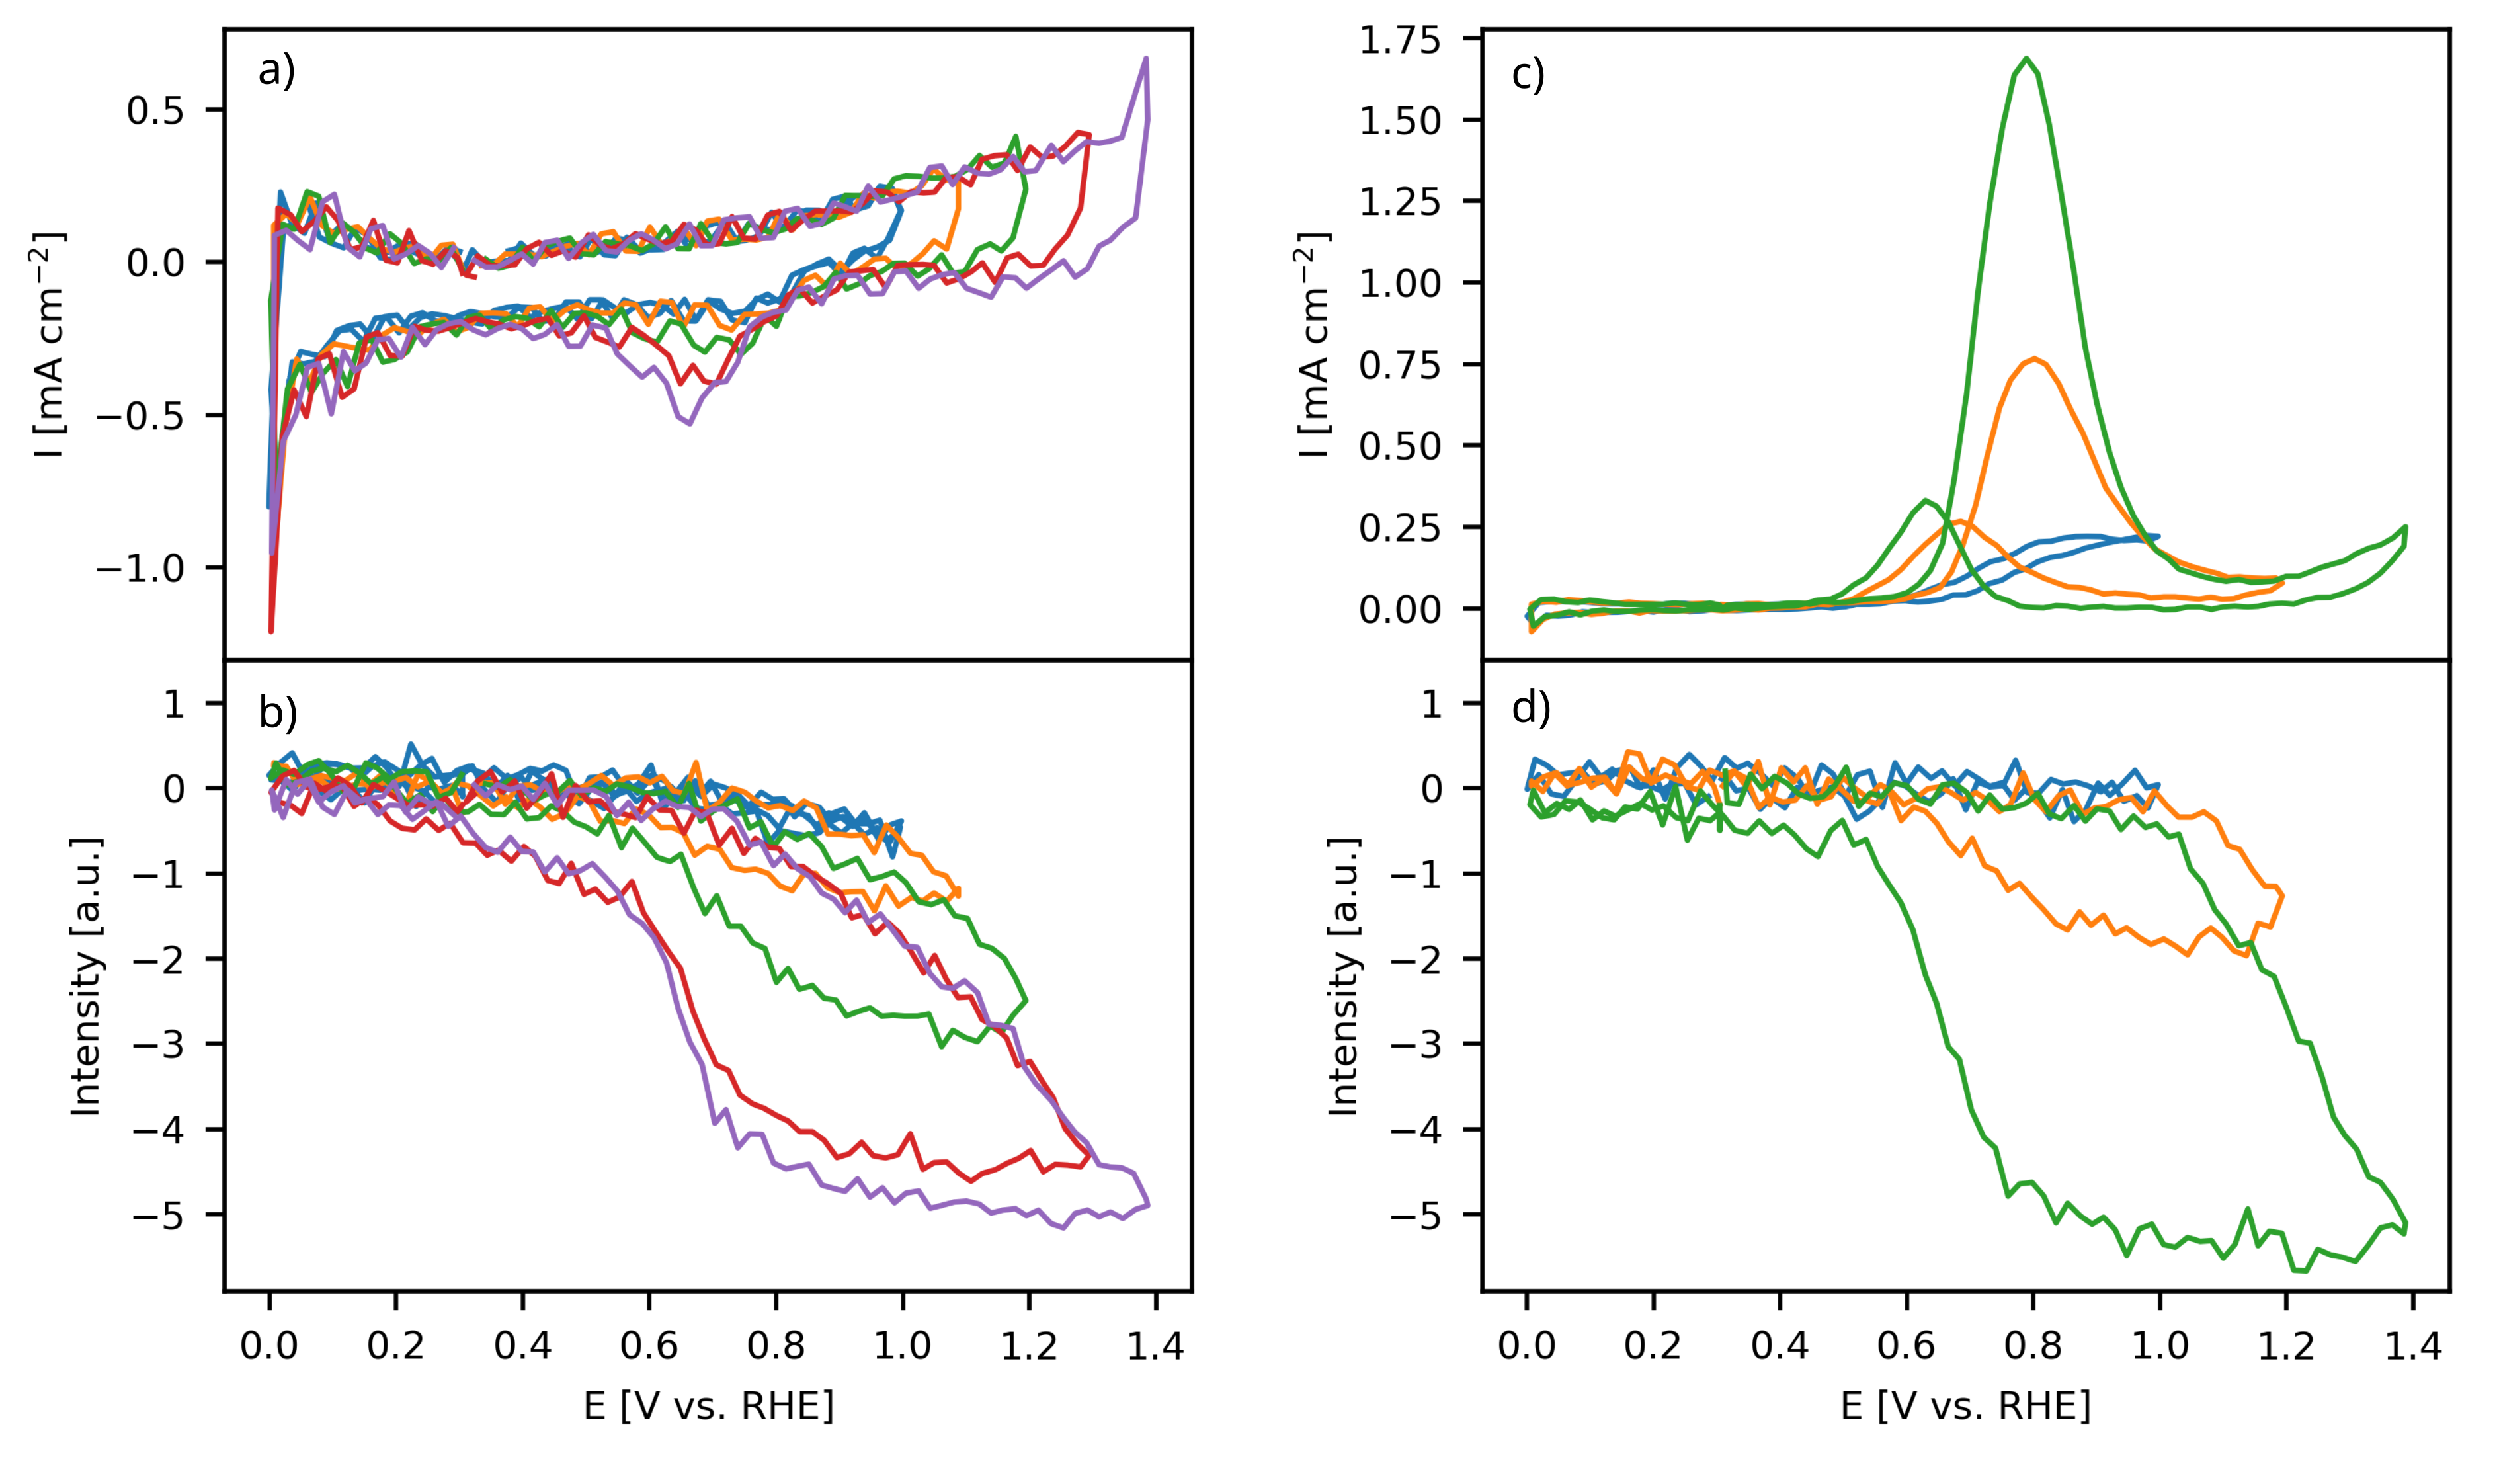 a)
I [mA cm⁻²]
0.5
0.0
−0.5
−1.0
b)
Intensity [a.u.]
1
0
−1
−2
−3
−4
−5
0.0 0.2 0.4 0.6 0.8 1.0 1.2 1.4
E [V vs. RHE]
c)
I [mA cm⁻²]
1.75
1.50
1.25
1.00
0.75
0.50
0.25
0.00
d)
Intensity [a.u.]
1
0
−1
−2
−3
−4
−5
0.0 0.2 0.4 0.6 0.8 1.0 1.2 1.4
E [V vs. RHE]